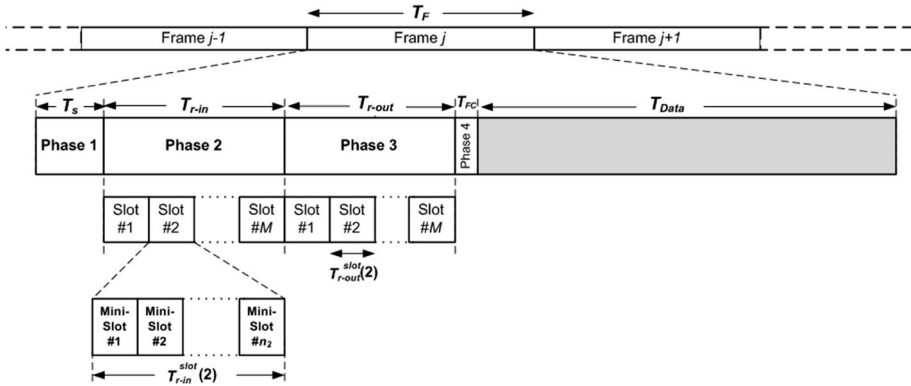 T_F
Frame j-1 Frame j Frame j+1
T_s T_r-in T_r-out T_FC T_Data
Phase 1 Phase 2 Phase 3 Phase 4
Slot #1 Slot #2 Slot #M Slot #1 Slot #2 Slot #M
T_r-out^slot(2)
Mini-Slot #1 Mini-Slot #2 Mini-Slot #n_2
T_r-in^slot(2)